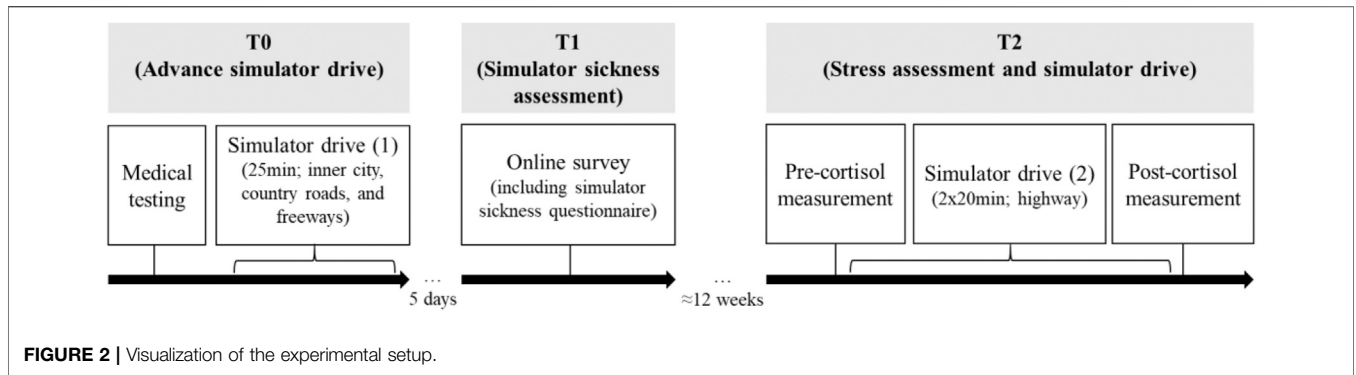 T0
(Advance simulator drive)
T1
(Simulator sickness
assessment)
T2
(Stress assessment and simulator drive)
Medical
testing
Simulator drive (1)
(25min; inner city,
country roads, and
freeways)
Online survey
(including simulator
sickness questionnaire)
Pre-cortisol
measurement
Simulator drive (2)
(2x20min; highway)
Post-cortisol
measurement
…
5 days
…
≈12 weeks
FIGURE 2 | Visualization of the experimental setup.